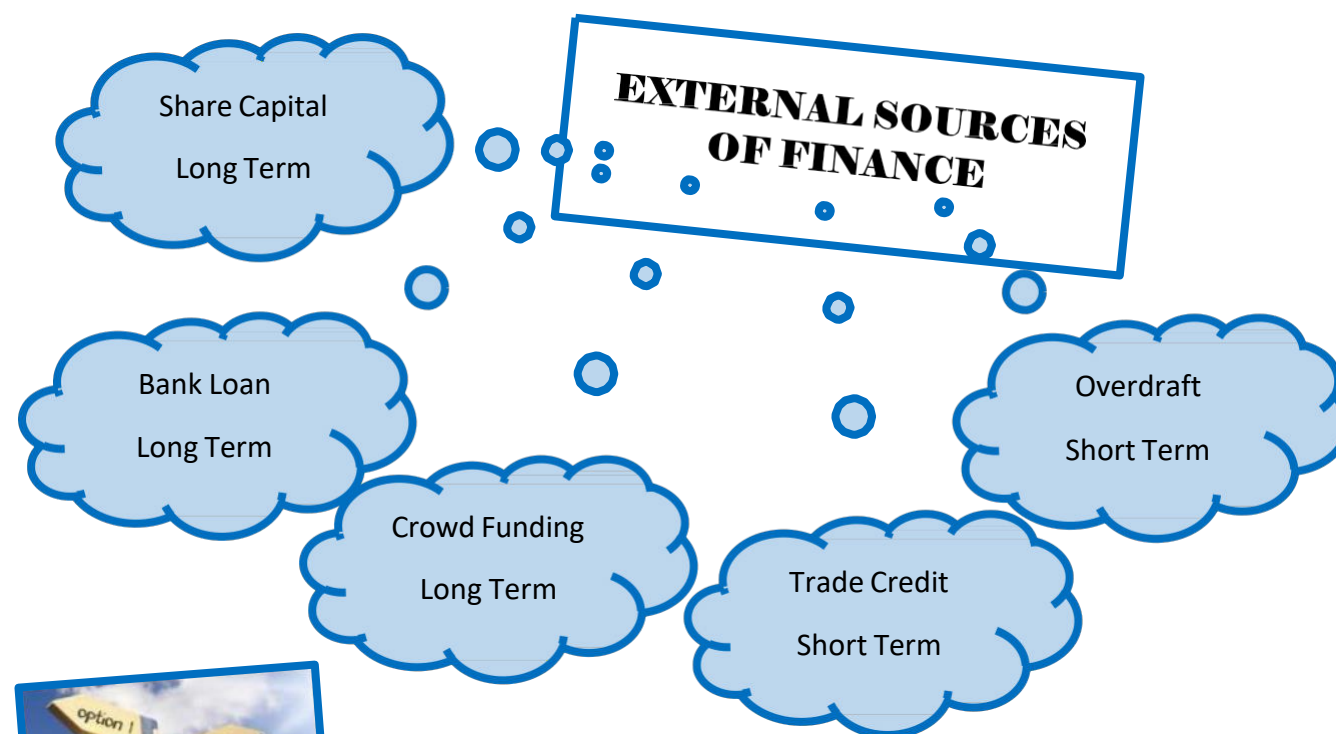 EXTERNAL SOURCES
OF FINANCE
Share Capital
Long Term
Bank Loan
Long Term
Crowd Funding
Long Term
Trade Credit
Short Term
Overdraft
Short Term
option 1